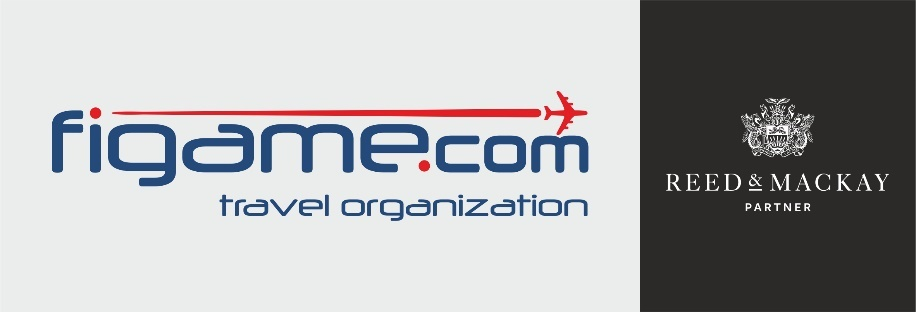 figame.com
travel organization
REED & MACKAY
PARTNER